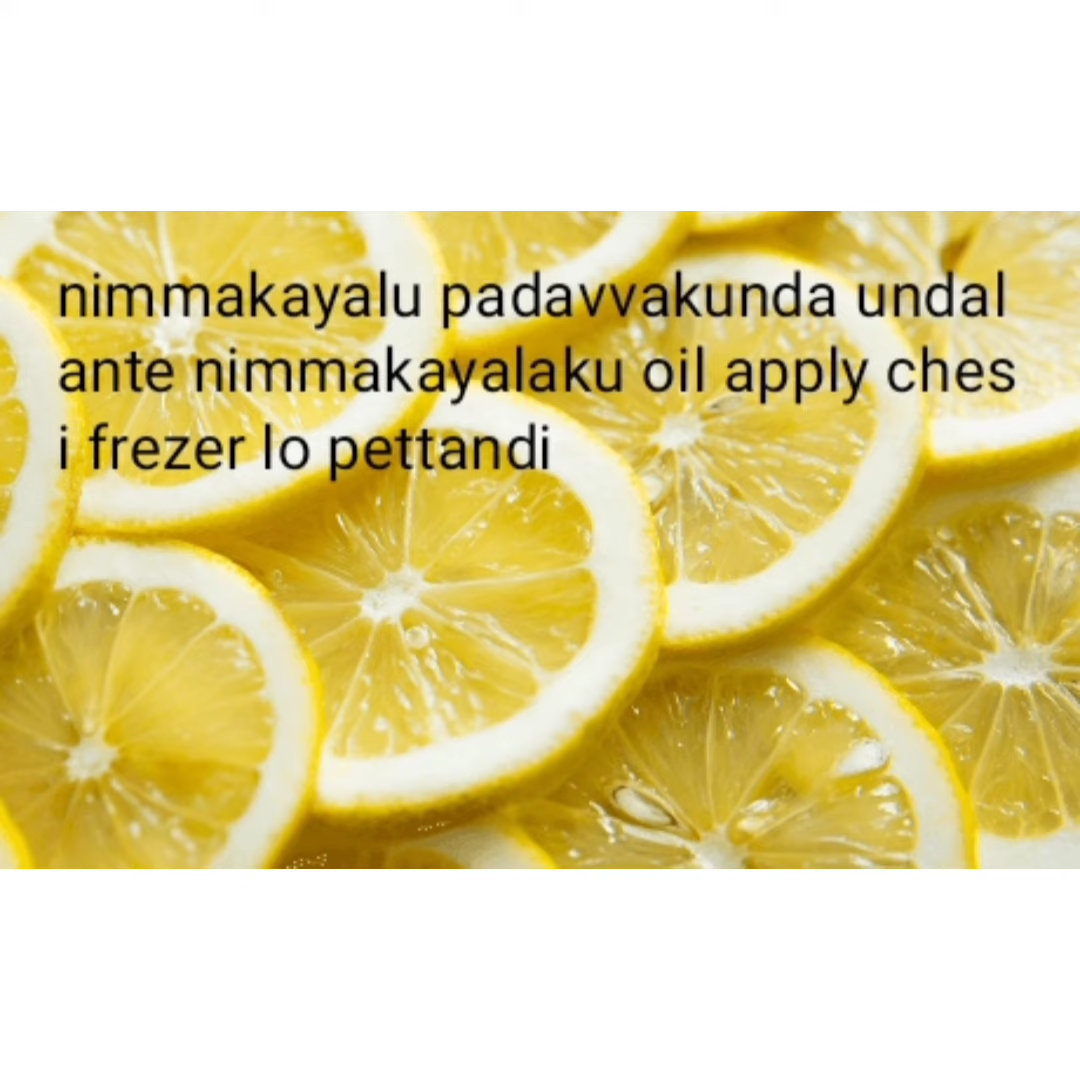 nimmakayalu padavvakunda undal
ante nimmakayalaku oil apply ches
i frezer lo pettandi